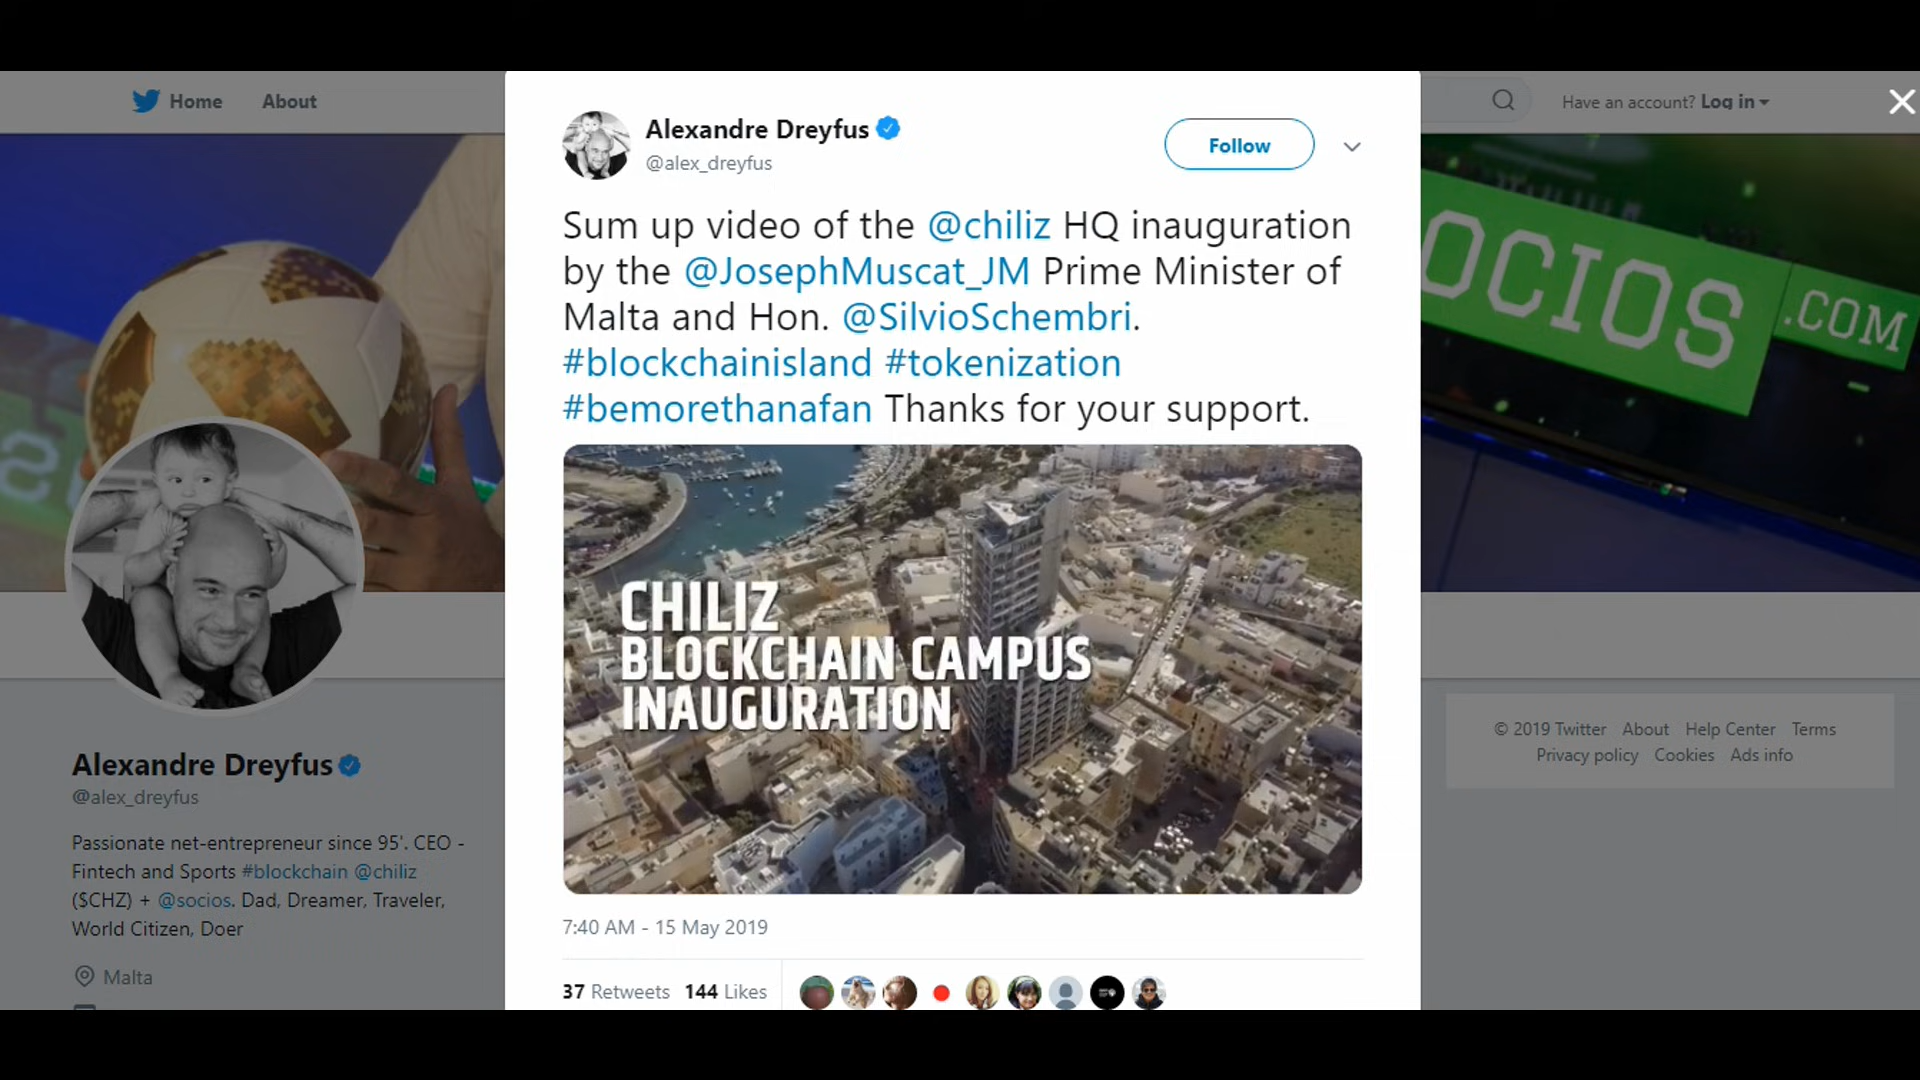 Home About
Have an account? Log in
Alexandre Dreyfus
@alex_dreyfus
Follow
Sum up video of the @chiliz HQ inauguration
by the @JosephMuscat_JM Prime Minister of
Malta and Hon. @SilvioSchembri.
#blockchainisland #tokenization
#bemorethanafan Thanks for your support.
CHILIZ
BLOCKCHAIN CAMPUS
INAUGURATION
7:40 AM - 15 May 2019
37 Retweets 144 Likes
OCIOS
.COM
Alexandre Dreyfus
@alex_dreyfus
Passionate net-entrepreneur since 95'. CEO -
Fintech and Sports #blockchain @chiliz
($CHZ) + @socios. Dad, Dreamer, Traveler,
World Citizen, Doer
Malta
© 2019 Twitter About Help Center Terms
Privacy policy Cookies Ads info